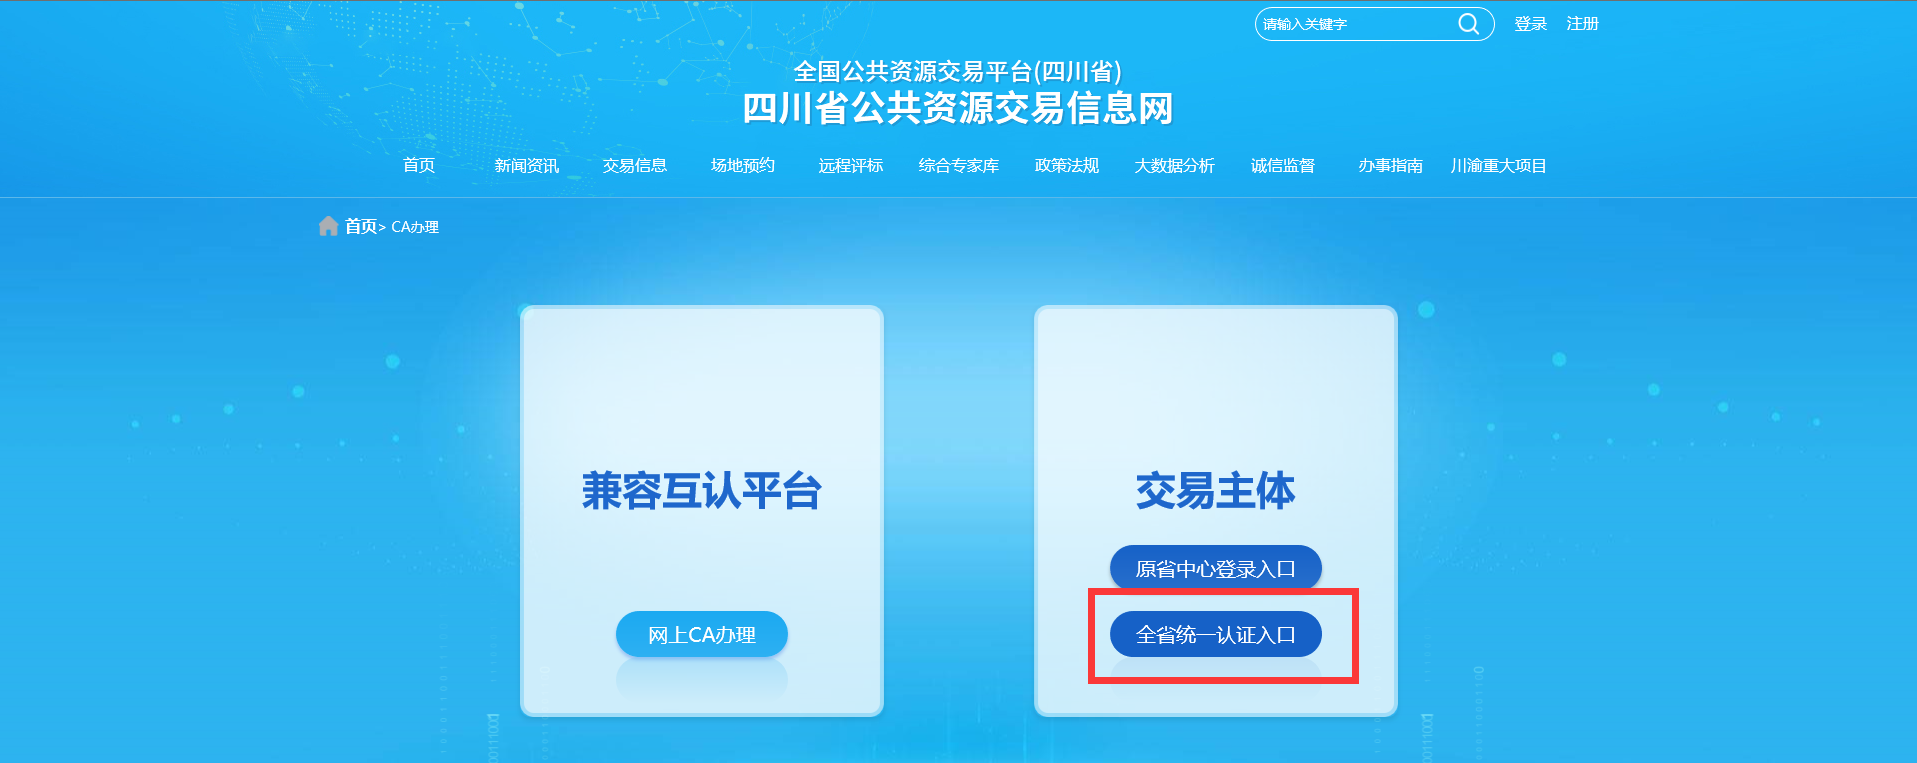 请输入关键字 登录 注册
全国公共资源交易平台(四川省)
四川省公共资源交易信息网
首页 新闻资讯 交易信息 场地预约 远程评标 综合专家库 政策法规 大数据分析 诚信监督 办事指南 川渝重大项目
首页> CA办理
兼容互认平台
网上CA办理
交易主体
原省中心登录入口
全省统一认证入口